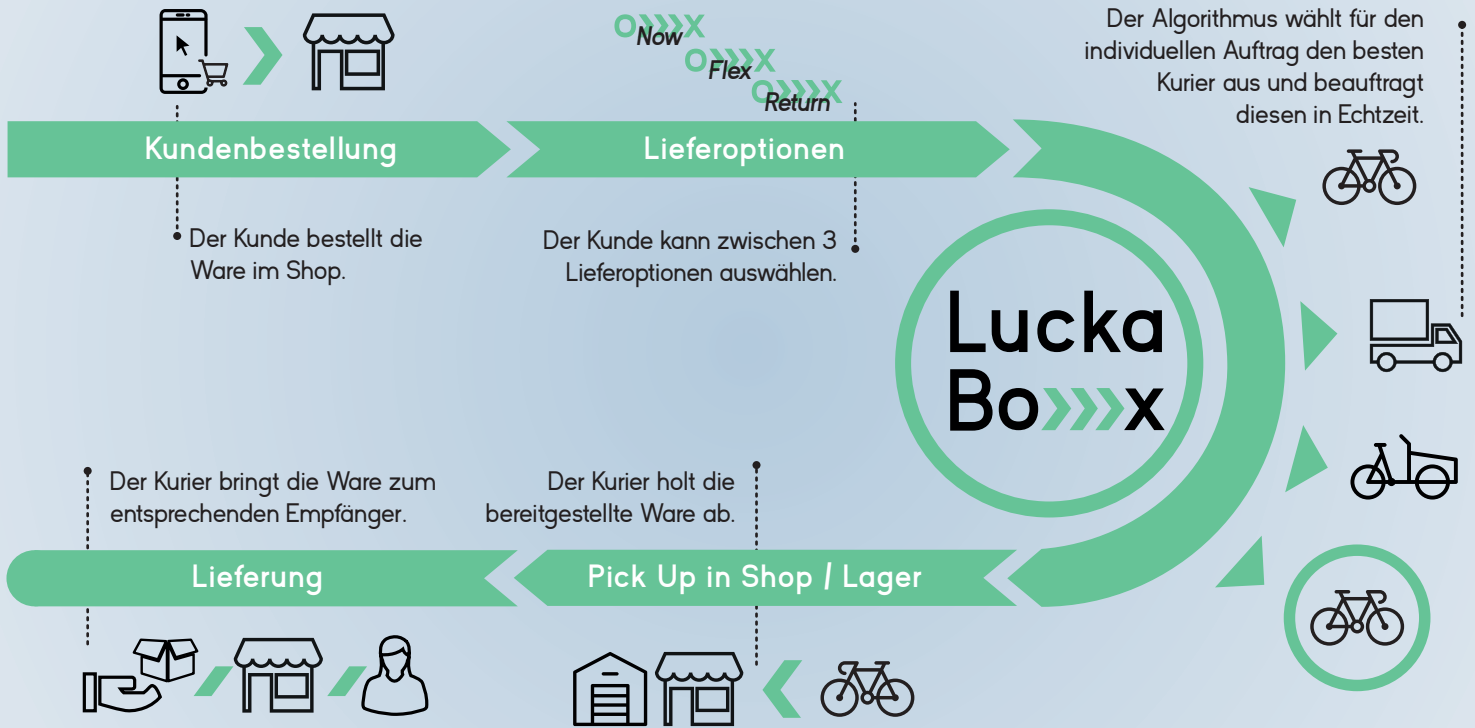 Now
Flex
Return
Der Algorithmus wählt für den
individuellen Auftrag den besten
Kurier aus und beauftragt
diesen in Echtzeit.
Kundenbestellung
Lieferoptionen
Der Kunde bestellt die
Ware im Shop.
Der Kunde kann zwischen 3
Lieferoptionen auswählen.
Lucka
Box
Der Kurier bringt die Ware zum
entsprechenden Empfänger.
Der Kurier holt die
bereitgestellte Ware ab.
Lieferung
Pick Up in Shop / Lager